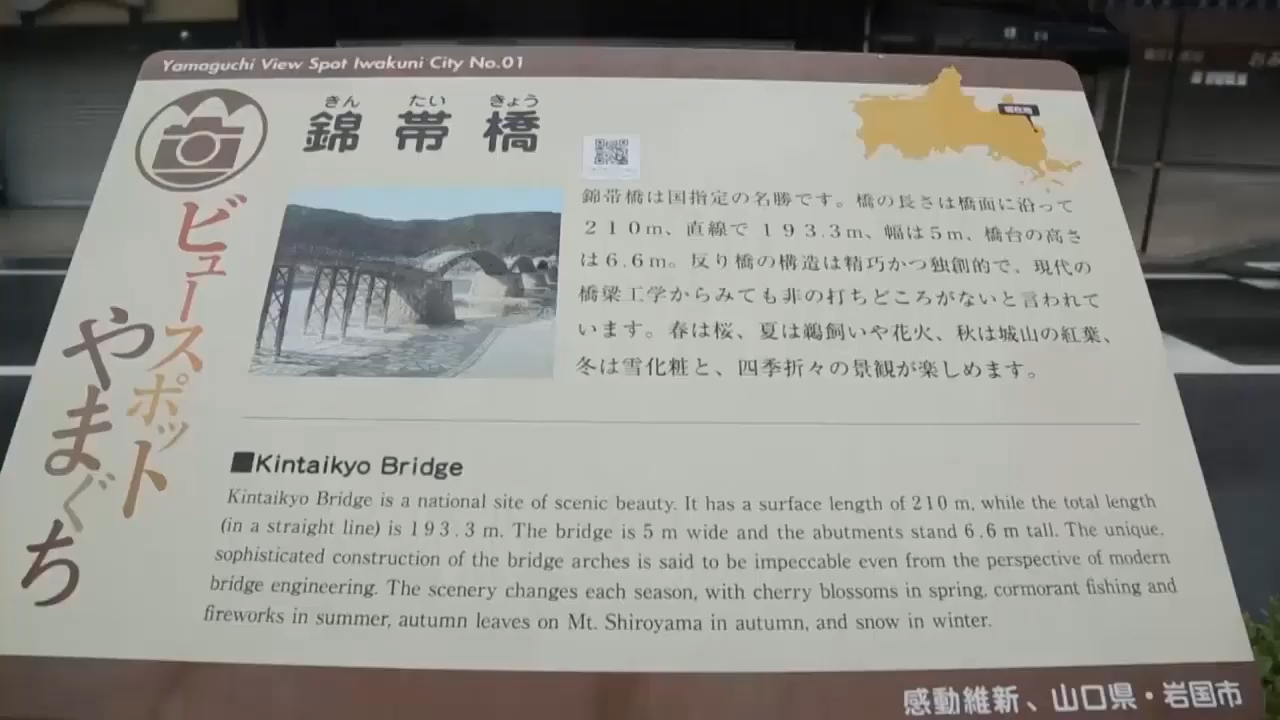 Yamaguchi View Spot Iwakuni City No.01
きん たい きょう
錦帯橋
ビュースポット
やまぐち
錦帯橋は国指定の名勝です。橋の長さは橋面に沿って
210m、直線で193.3m、幅は5m、橋台の高さ
は6.6m。反り橋の構造は精巧かつ独創的で、現代の
橋梁工学からみても非の打ちどころがないと言われて
います。春は桜、夏は鵜飼いや花火、秋は城山の紅葉、
冬は雪化粧と、四季折々の景観が楽しめます。
■Kintaikyo Bridge
Kintaikyo Bridge is a national site of scenic beauty. It has a surface length of 210 m, while the total length
(in a straight line) is 193.3 m. The bridge is 5 m wide and the abutments stand 6.6 m tall. The unique,
sophisticated construction of the bridge arches is said to be impeccable even from the perspective of modern
bridge engineering. The scenery changes each season, with cherry blossoms in spring, cormorant fishing and
fireworks in summer, autumn leaves on Mt. Shiroyama in autumn, and snow in winter.
感動維新、山口県・岩国市